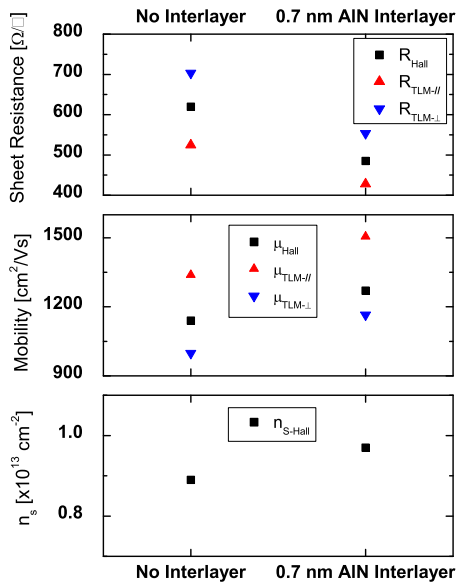 No Interlayer 0.7 nm AlN Interlayer
Sheet Resistance [Ω/□]
800
700
600
500
400
R_Hall
R_TLM-//
R_TLM-⊥
Mobility [cm²/Vs]
1500
1200
900
μ_Hall
μ_TLM-//
μ_TLM-⊥
n_s [x10¹³ cm⁻²]
1.0
0.8
n_S-Hall
No Interlayer 0.7 nm AlN Interlayer